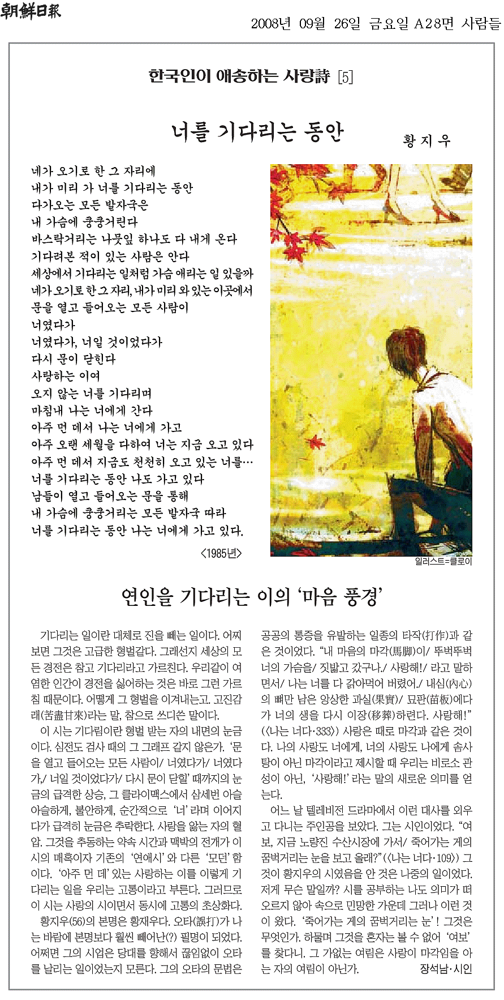 朝鮮日報
2008년 09월 26일 금요일 A28면 사람들
한국인이 애송하는 사랑詩 [5]
너를 기다리는 동안
황지우
네가 오기로 한 그 자리에
내가 미리 가 너를 기다리는 동안
다가오는 모든 발자국은
내 가슴에 쿵쿵거린다
바스락거리는 나뭇잎 하나도 다 내게 온다
기다려본 적이 있는 사람은 안다
세상에서 기다리는 일처럼 가슴 애리는 일 있을까
네가 오기로 한 그 자리, 내가 미리 와 있는 이곳에서
문을 열고 들어오는 모든 사람이
너였다가
너였다가, 너일 것이었다가
다시 문이 닫힌다
사랑하는 이여
오지 않는 너를 기다리며
마침내 나는 너에게 간다
아주 먼 데서 나는 너에게 가고
아주 오랜 세월을 다하여 너는 지금 오고 있다
아주 먼 데서 지금도 천천히 오고 있는 너를…
너를 기다리는 동안 나도 가고 있다
남들이 열고 들어오는 문을 통해
내 가슴에 쿵쿵거리는 모든 발자국 따라
너를 기다리는 동안 나는 너에게 가고 있다.
<1985년>
일러스트=클로이
연인을 기다리는 이의 ‘마음 풍경’
기다리는 일이란 대체로 진을 빼는 일이다. 어찌
보면 그것은 고급한 형벌같다. 그래선지 세상의 모
든 경전은 참고 기다리라고 가르친다. 우리같이 여
염한 인간이 경전을 싫어하는 것은 바로 그런 가르
침 때문이다. 어떻게 그 형벌을 이겨내는고. 고진감
래(苦盡甘來)라는 말, 참으로 쓰디쓴 말이다.
이 시는 기다림이란 형벌 받는 자의 내면의 눈금
이다. 심전도 검사 때의 그 그래프 같지 않은가. ‘문
을 열고 들어오는 모든 사람이/ 너였다가/ 너였다
가,/ 너일 것이었다가/ 다시 문이 닫힐’ 때까지의 눈
금의 급격한 상승, 그 클라이맥스에서 삼세번 아슬
아슬하게, 불안하게, 순간적으로 ‘너’라며 이어지
다가 급격히 눈금은 추락한다. 사랑을 앓는 자의 혈
압. 그것을 추동하는 약속 시간과 맥박의 전개가 이
시의 매혹이자 기존의 ‘연애시’와 다른 ‘모던’함
이다. ‘아주 먼 데’ 있는 사랑하는 이를 이렇게 기
다리는 일을 우리는 고통이라고 부른다. 그러므로
이 시는 사랑의 시이면서 동시에 고통의 초상화다.
황지우(56)의 본명은 황재우다. 오타(誤打)가 나
는 바람에 본명보다 훨씬 빼어난(?) 필명이 되었다.
어쩌면 그의 시업은 당대를 향해서 끊임없이 오타
를 날리는 일이었는지 모른다. 그의 오타의 문법은
공공의 통증을 유발하는 일종의 타작(打作)과 같
은 것이었다. “내 마음의 마각(馬脚)이/ 뚜벅뚜벅
너의 가슴을/ 짓밟고 갔구나./ 사랑해!/ 라고 말하
면서/ 나는 너를 다 갉아먹어 버렸어./ 내심(內心)
의 뼈만 남은 앙상한 과실(果實)/ 묘판(苗板)에다
가 너의 생을 다시 이장(移葬)하련다. 사랑해!”
(〈나는 너다·333〉) 사랑은 때로 마각과 같은 것이
다. 나의 사랑도 너에게, 너의 사랑도 나에게 솜사
탕이 아닌 마각이라고 제시할 때 우리는 비로소 관
성이 아닌, ‘사랑해!’ 라는 말의 새로운 의미를 얻
는다.
어느 날 텔레비전 드라마에서 이런 대사를 외우
고 다니는 주인공을 보았다. 그는 시인이었다. “여
보, 지금 노량진 수산시장에 가서/ 죽어가는 게의
꿈벅거리는 눈을 보고 올래?”(〈나는 너다·109〉) 그
것이 황지우의 시였음을 안 것은 나중의 일이었다.
저게 무슨 말일까? 시를 공부하는 나도 의미가 떠
오르지 않아 속으로 민망한 가운데 그러나 이런 것
이 왔다. ‘죽어가는 게의 꿈벅거리는 눈’! 그것은
무엇인가. 하물며 그것을 혼자는 볼 수 없어 ‘여보’
를 찾다니. 그 가없는 여림은 사랑이 마각임을 아
는 자의 여림이 아닌가.
장석남·시인